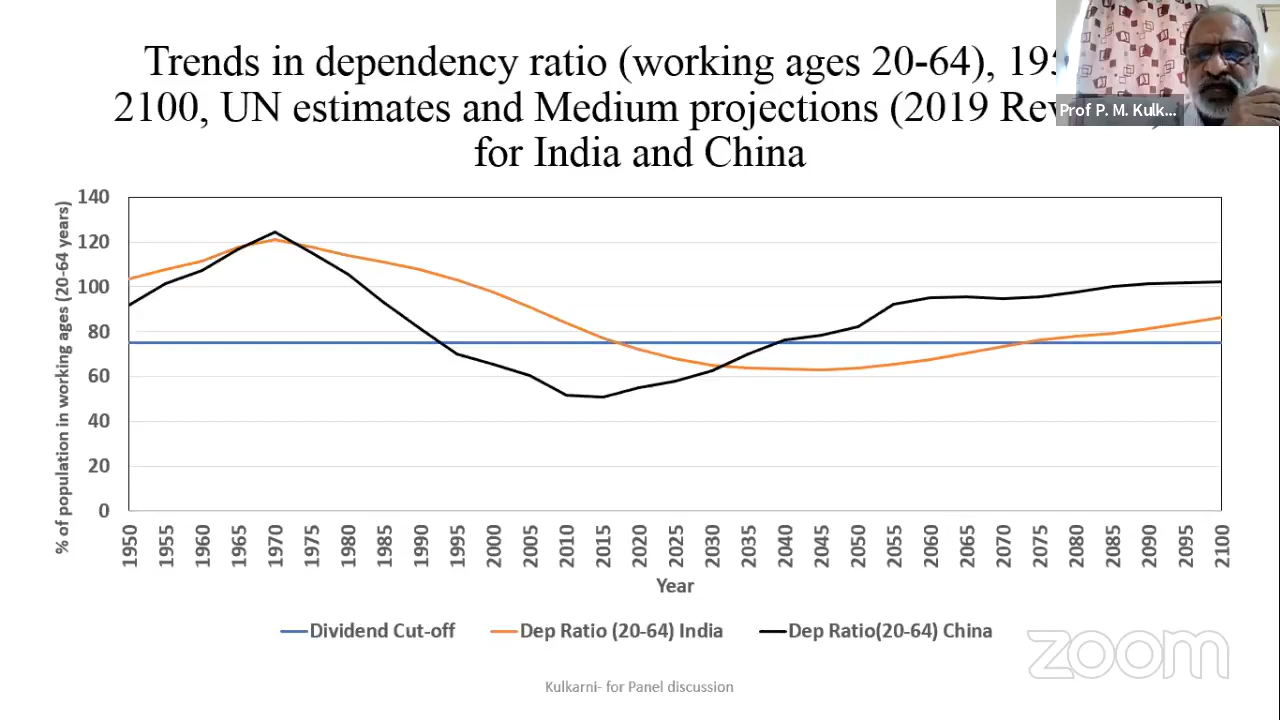 Trends in dependency ratio (working ages 20-64),
2100, UN estimates and Medium projections (2019
for India and China
Prof P. M. Kulk...
% of population in working ages (20-64 years)
140
120
100
80
60
40
20
0
1950 1955 1960 1965 1970 1975 1980 1985 1990 1995 2000 2005 2010 2015 2020 2025 2030 2035 2040 2045 2050 2055 2060 2065 2070 2075 2080 2085 2090 2095 2100
Year
Dividend Cut-off Dep Ratio (20-64) India Dep Ratio(20-64) China
zoom
Kulkarni- for Panel discussion